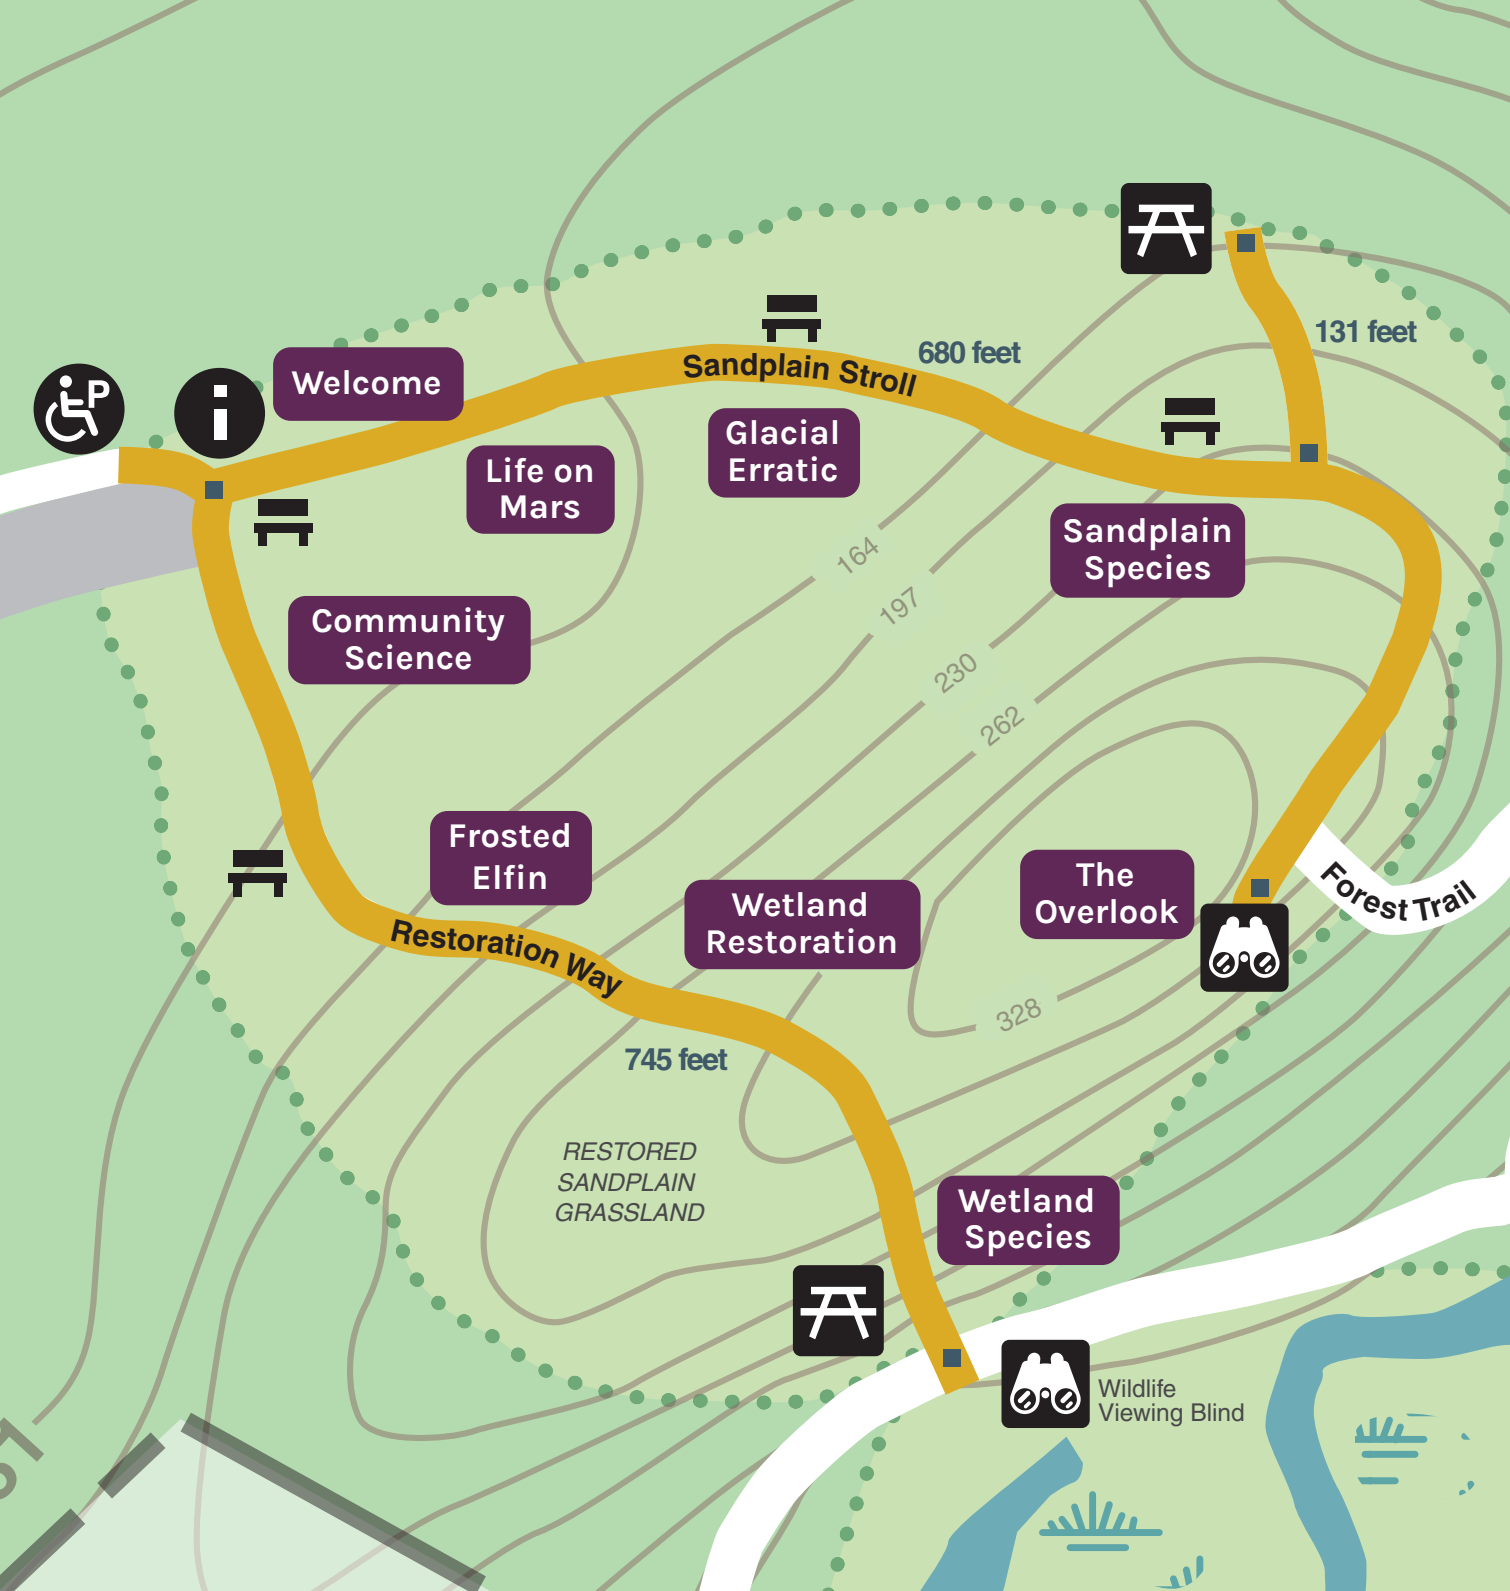 P
i
Welcome
Sandplain Stroll
680 feet
131 feet
Life on
Mars
Glacial
Erratic
Sandplain
Species
164
197
230
262
Community
Science
Frosted
Elfin
Wetland
Restoration
The
Overlook
Forest Trail
Restoration Way
328
745 feet
RESTORED
SANDPLAIN
GRASSLAND
Wetland
Species
Wildlife
Viewing Blind